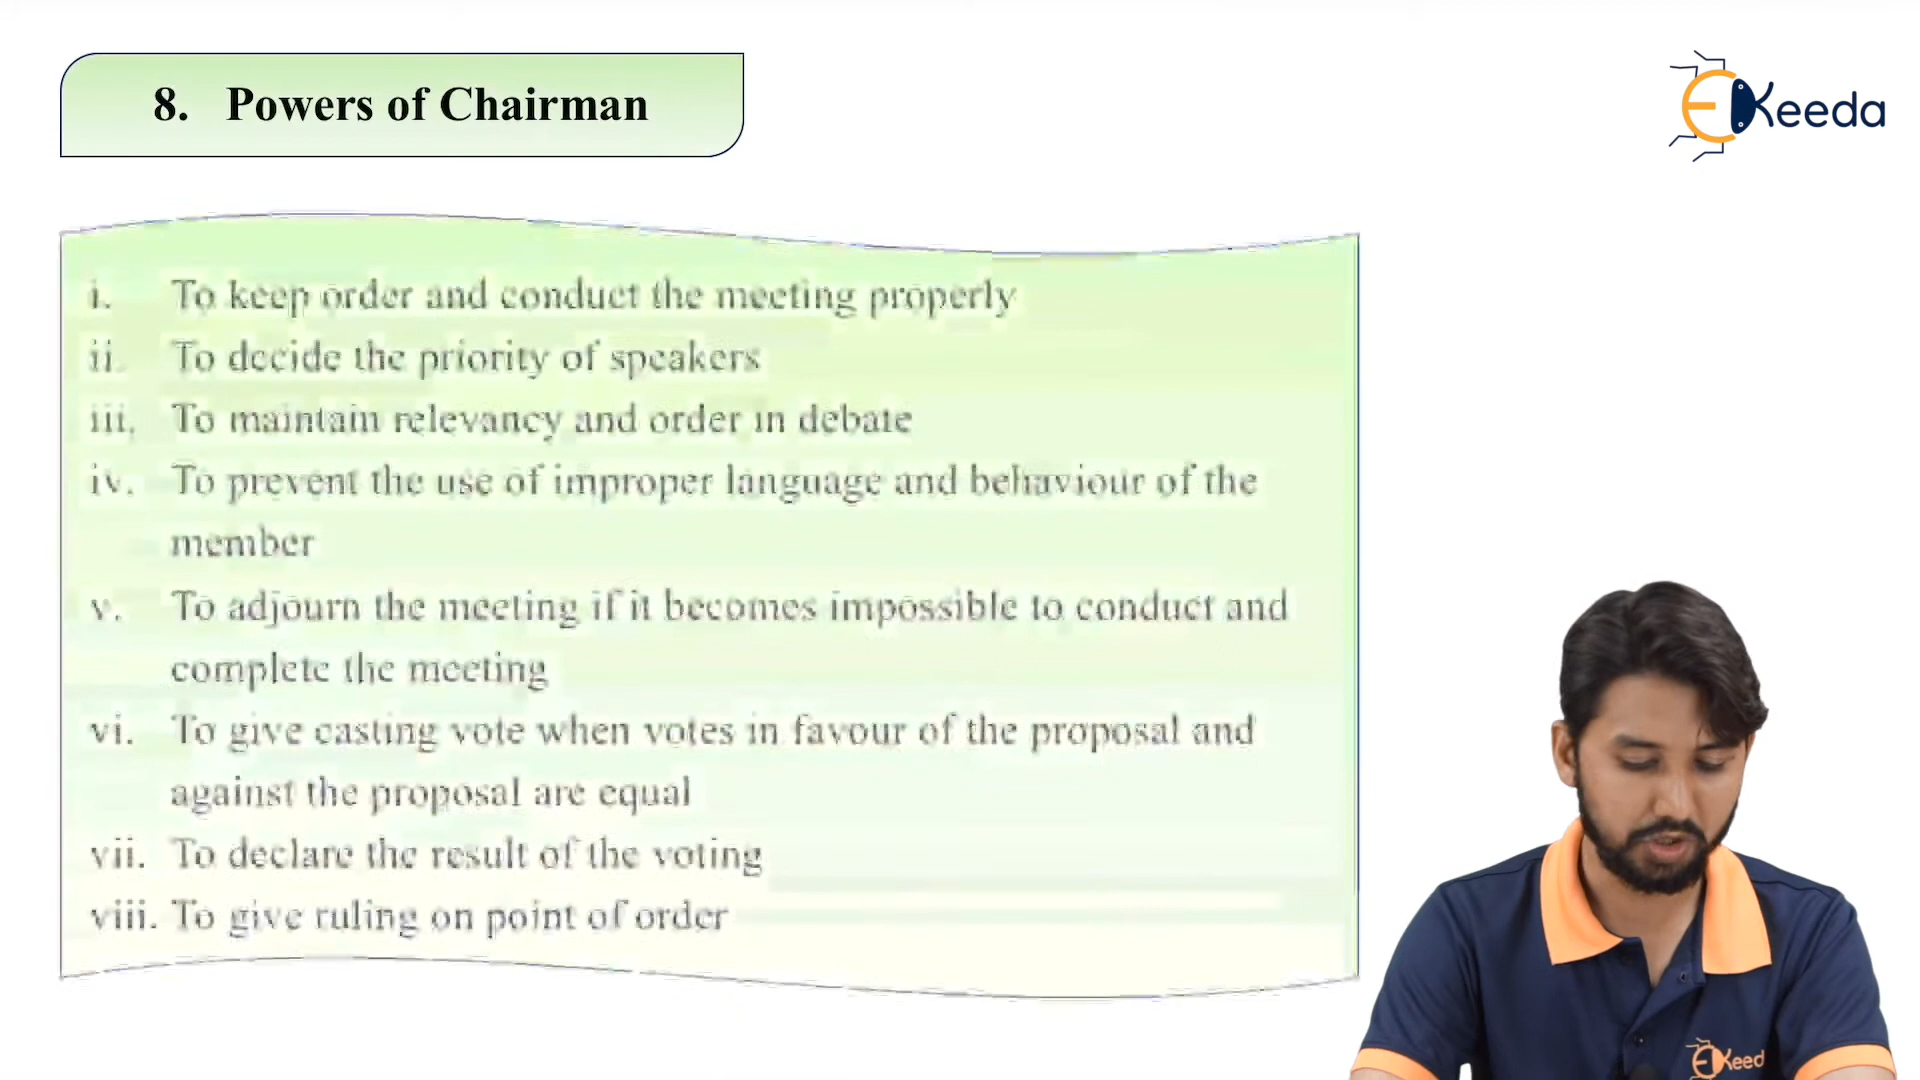 8. Powers of Chairman
EKeeda
i. To keep order and conduct the meeting properly
ii. To decide the priority of speakers
iii. To maintain relevancy and order in debate
iv. To prevent the use of improper language and behaviour of the
member
v. To adjourn the meeting if it becomes impossible to conduct and
complete the meeting
vi. To give casting vote when votes in favour of the proposal and
against the proposal are equal
vii. To declare the result of the voting
viii. To give ruling on point of order
EKeed